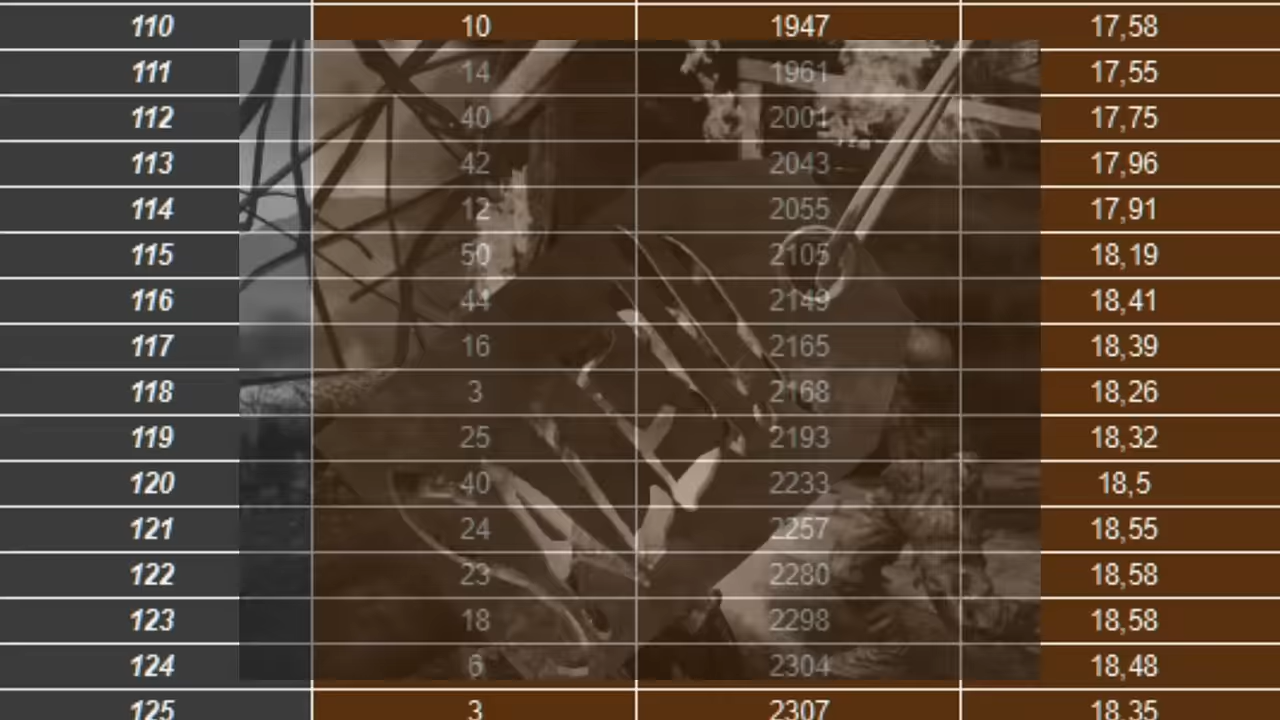 110 10 1947 17,58
111 14 1961 17,55
112 40 2001 17,75
113 42 2043 17,96
114 12 2055 17,91
115 50 2105 18,19
116 44 2149 18,41
117 16 2165 18,39
118 3 2168 18,26
119 25 2193 18,32
120 40 2233 18,5
121 24 2257 18,55
122 23 2280 18,58
123 18 2298 18,58
124 6 2304 18,48
125 3 2307 18,35